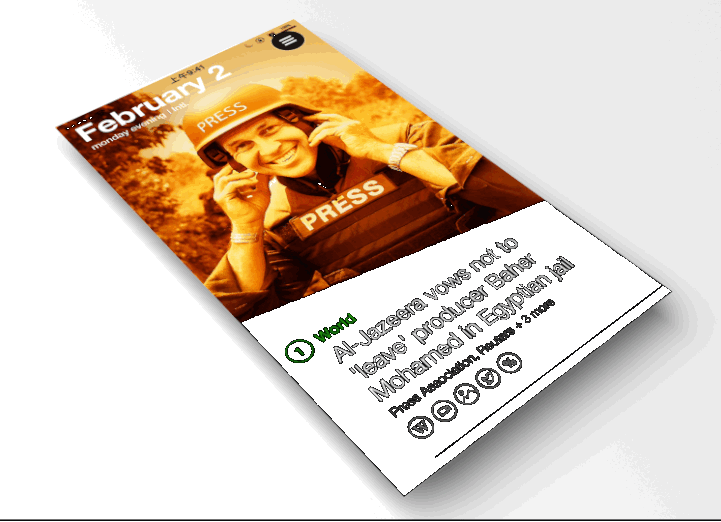 上午9:41
February 2
monday evening | feb.
PRESS
PRESS
1 World
Al-Jazeera vows not to
'leave' producer Baher
Mohamed in Egyptian jail
Press Association, Reuters + 3 more
W